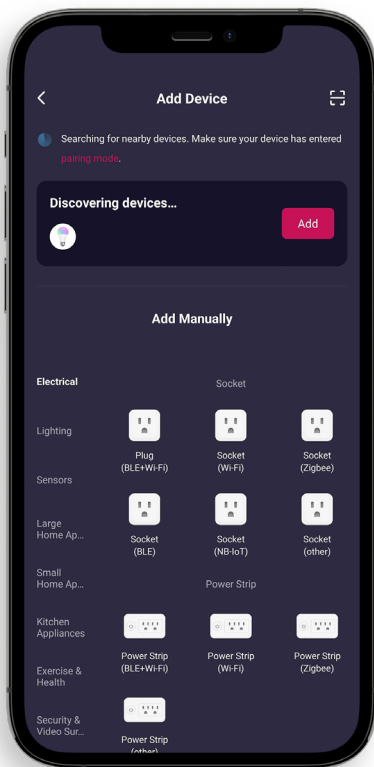 Add Device
Searching for nearby devices. Make sure your device has entered
pairing mode.
Discovering devices...
Add
Add Manually
Electrical
Socket
Lighting
Plug
(BLE+Wi-Fi)
Socket
(Wi-Fi)
Socket
(Zigbee)
Sensors
Socket
(BLE)
Socket
(NB-IoT)
Socket
(other)
Large
Home Ap...
Small
Home Ap...
Power Strip
Kitchen
Appliances
Power Strip
(BLE+Wi-Fi)
Power Strip
(Wi-Fi)
Power Strip
(Zigbee)
Exercise &
Health
Security &
Video Sur...
Power Strip
(other)